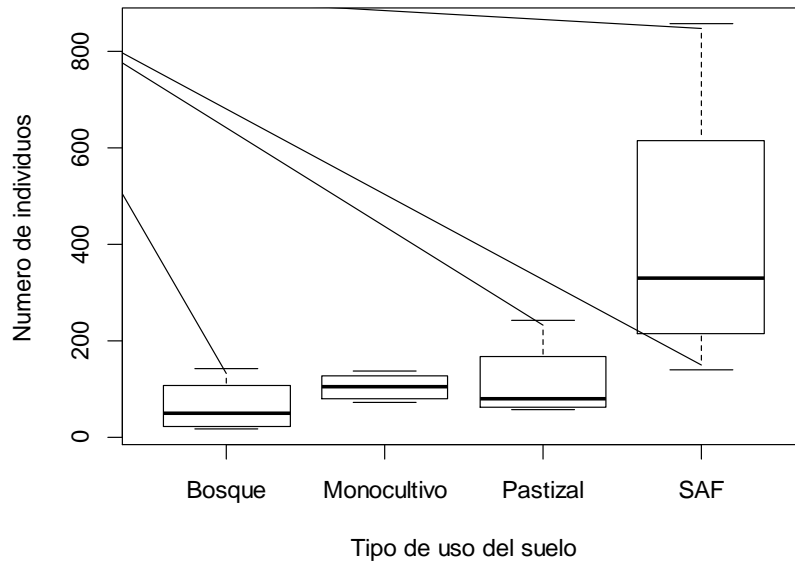 800
600
400
200
0
Numero de individuos
Bosque Monocultivo Pastizal SAF
Tipo de uso del suelo